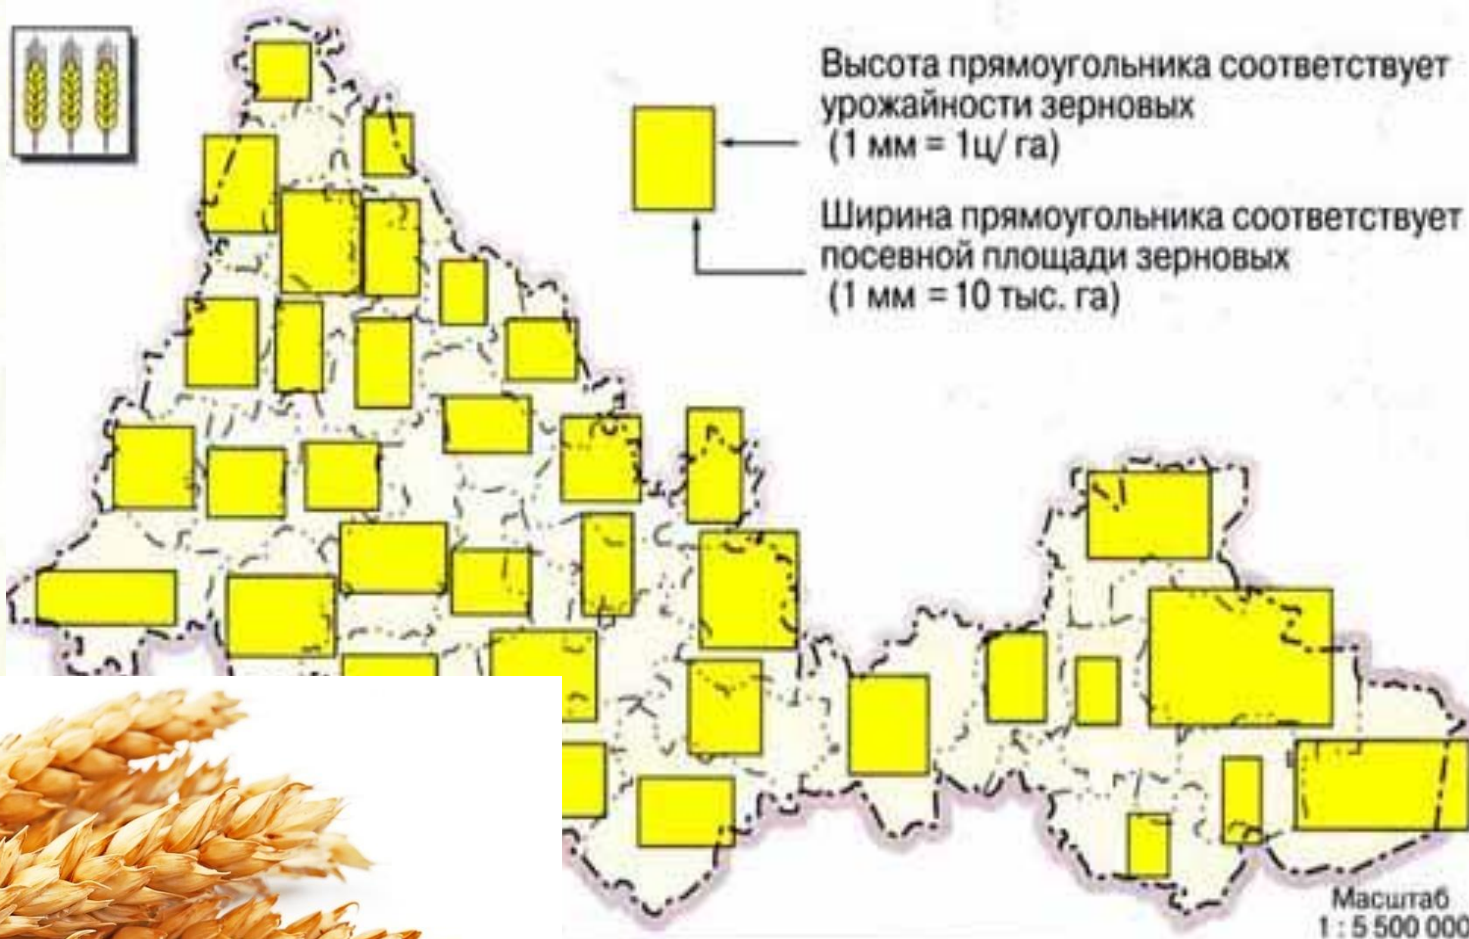 Высота прямоугольника соответствует
урожайности зерновых
(1 мм = 1ц/ га)
Ширина прямоугольника соответствует
посевной площади зерновых
(1 мм = 10 тыс. га)
Масштаб
1 : 5 500 000